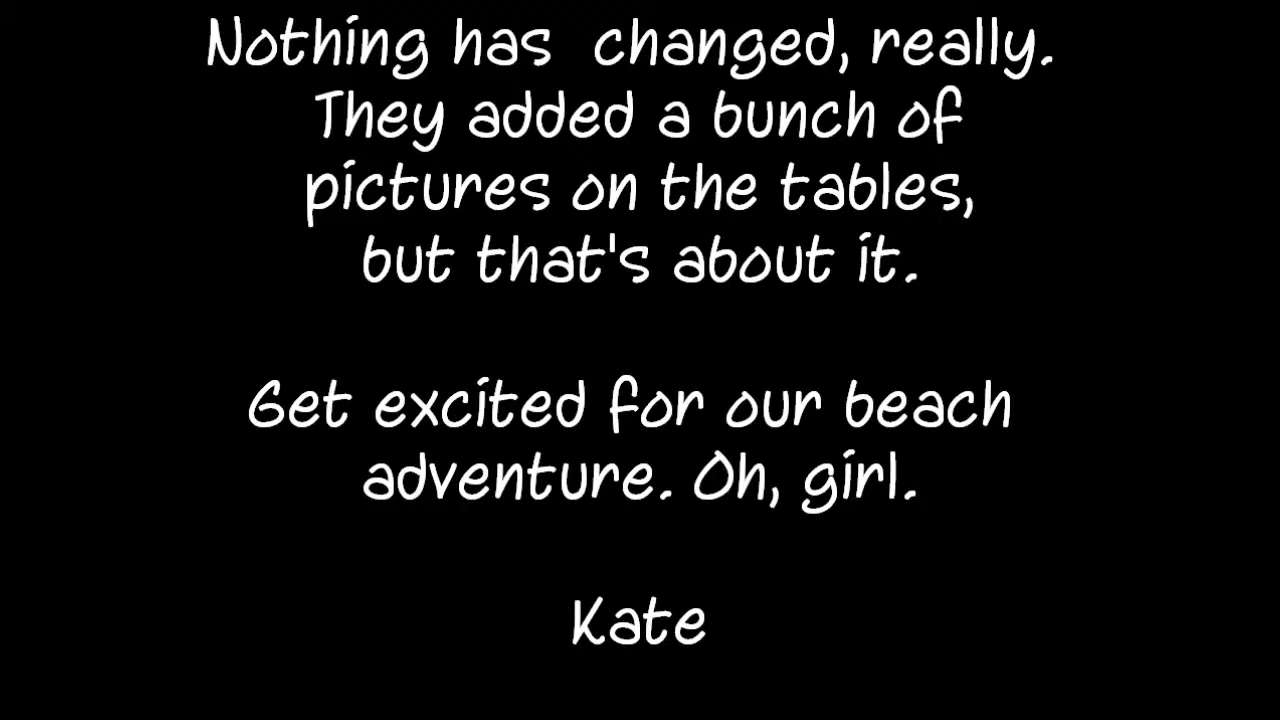 Nothing has  changed, really.
They added a bunch of
pictures on the tables,
but that's about it.
Get excited for our beach
adventure. Oh, girl.
Kate